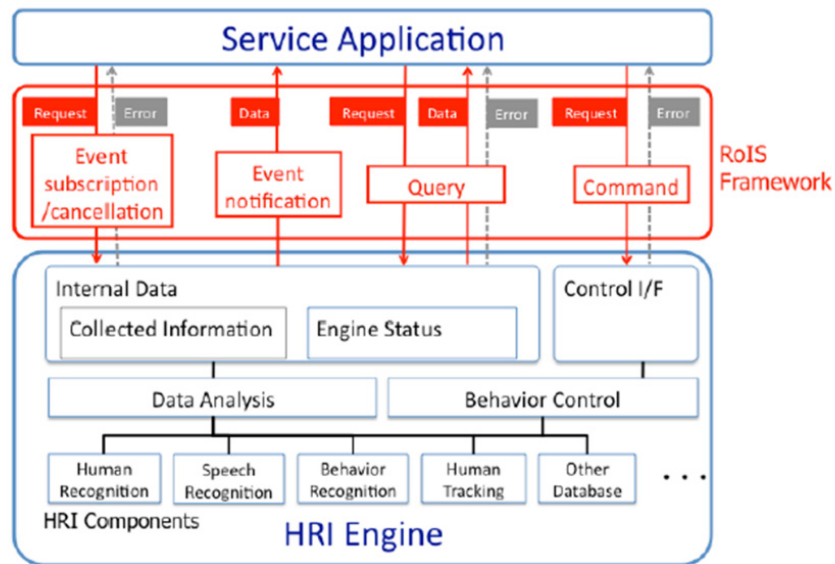 Service Application
Request
Error
Data
Request
Data
Error
Request
Error
Event
subscription
/cancellation
Event
notification
Query
Command
RoIS
Framework
Internal Data
Control I/F
Collected Information
Engine Status
Data Analysis
Behavior Control
Human
Recognition
Speech
Recognition
Behavior
Recognition
Human
Tracking
Other
Database
. . .
HRI Components
HRI Engine